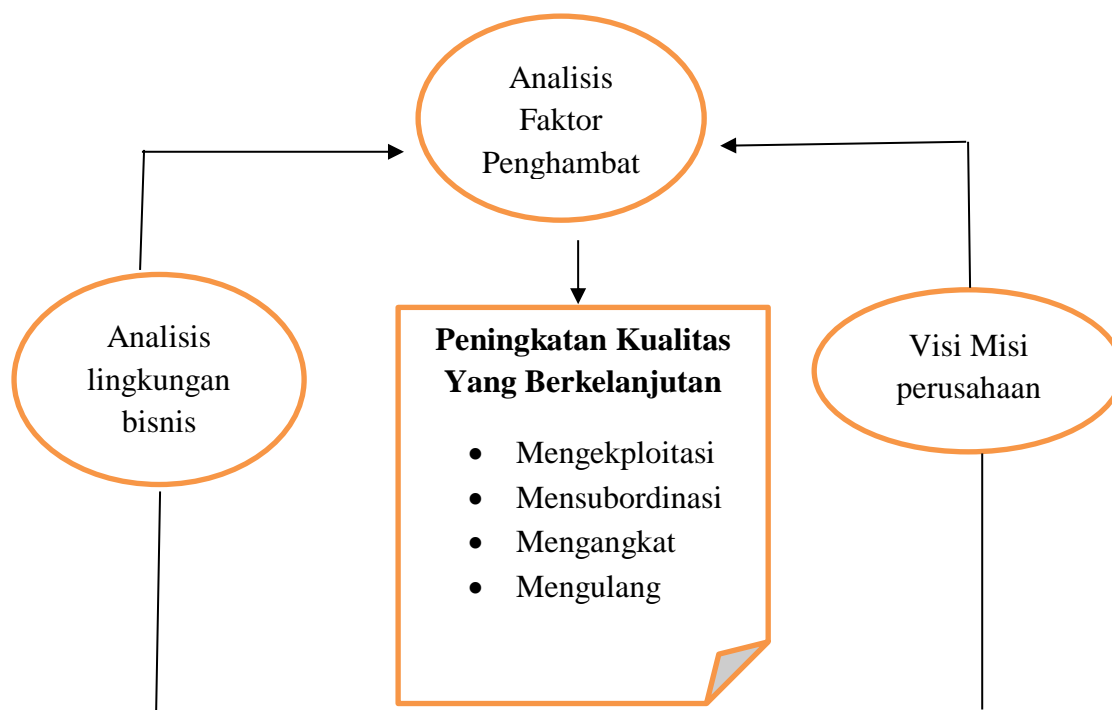 Analisis
Faktor
Penghambat
Analisis
lingkungan
bisnis
Peningkatan Kualitas
Yang Berkelanjutan
• Mengekploitasi
• Mensubordinasi
• Mengangkat
• Mengulang
Visi Misi
perusahaan